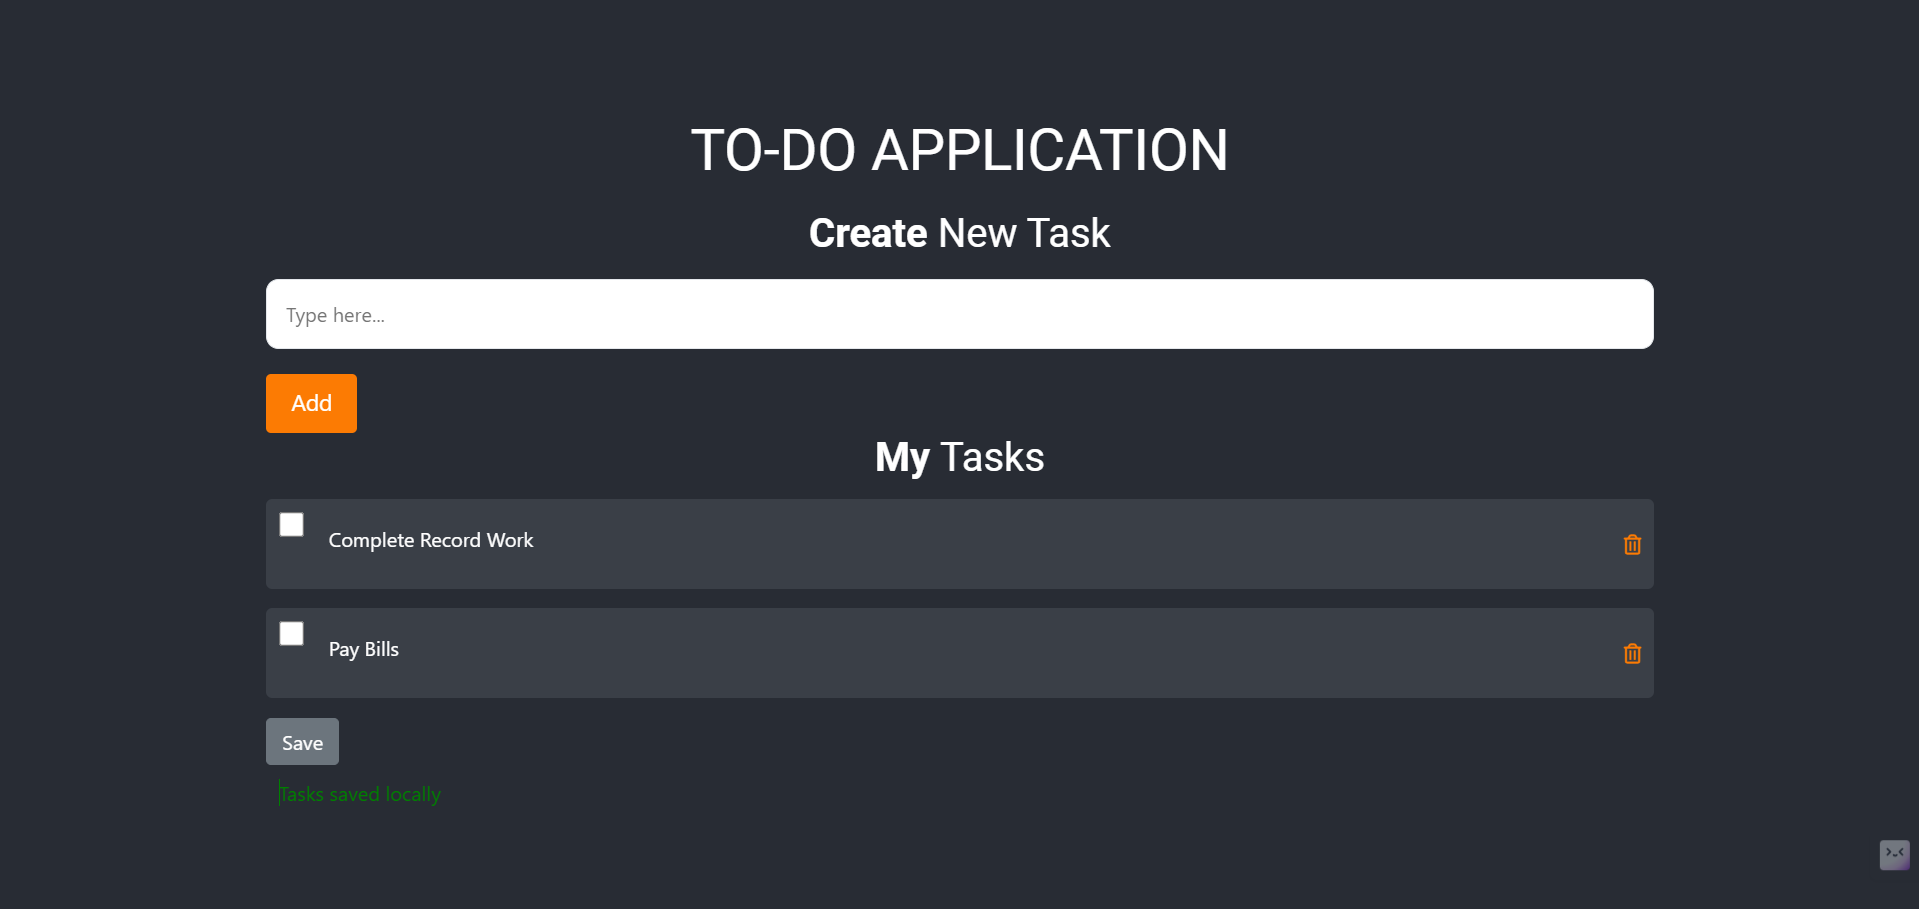 TO-DO APPLICATION
Create New Task
Type here...
Add
My Tasks
Complete Record Work
Pay Bills
Save
Tasks saved locally